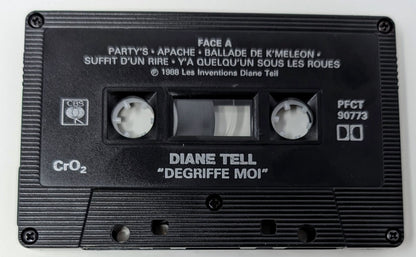 FACE A
PARTY'S • APACHE • BALLADE DE K'MELEON •
SUFFIT D'UN RIRE • Y'A QUELQU'UN SOUS LES ROUES
℗ 1988 Les Inventions Diane Tell
CBS
PFCT
90773
CrO₂
DIANE TELL
"DEGRIFFE MOI"